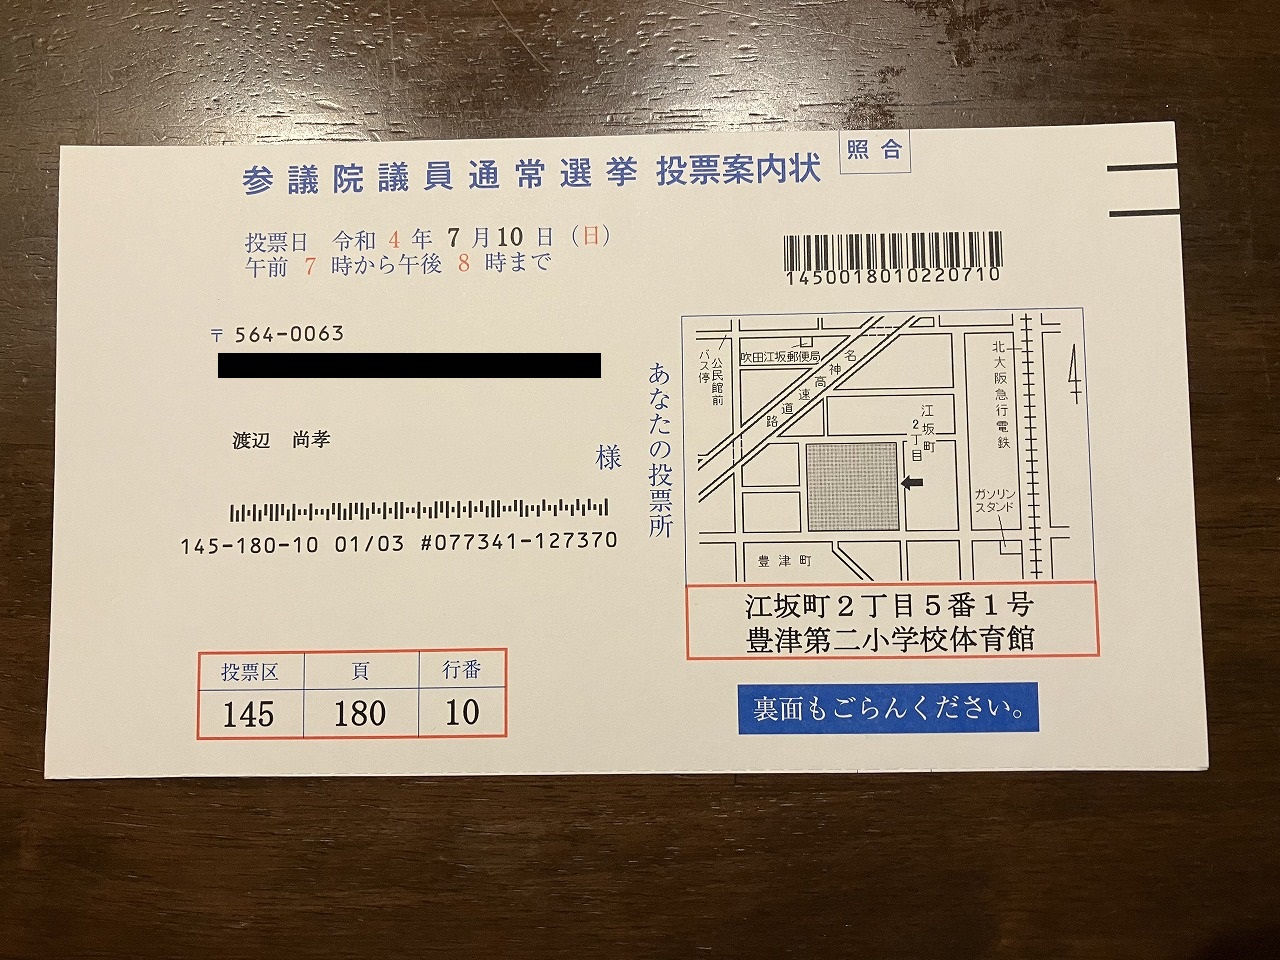 参議院議員通常選挙 投票案内状
照合
投票日 令和 4 年 7 月 10 日（日）
午前 7 時から午後 8 時まで
1450018010220710
〒 564-0063
渡辺 尚孝
様
145-180-10 01/03 #077341-127370
あなたの投票所
公民館前
バス停
吹田江坂郵便局
名神高速道路
江坂町
2丁目
北大阪急行電鉄
ガソリン
スタンド
豊津町
江坂町２丁目５番１号
豊津第二小学校体育館
投票区 頁 行番
145 180 10
裏面もごらんください。